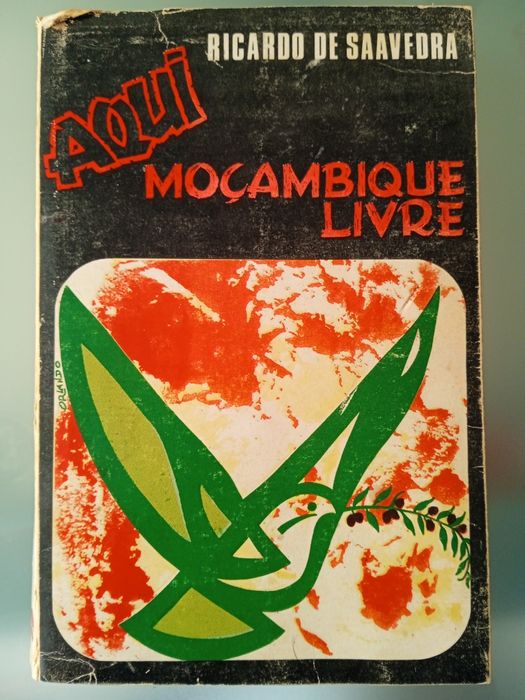 RICARDO DE SAAVEDRA
AQUI
MOÇAMBIQUE
LIVRE
ORLANDO